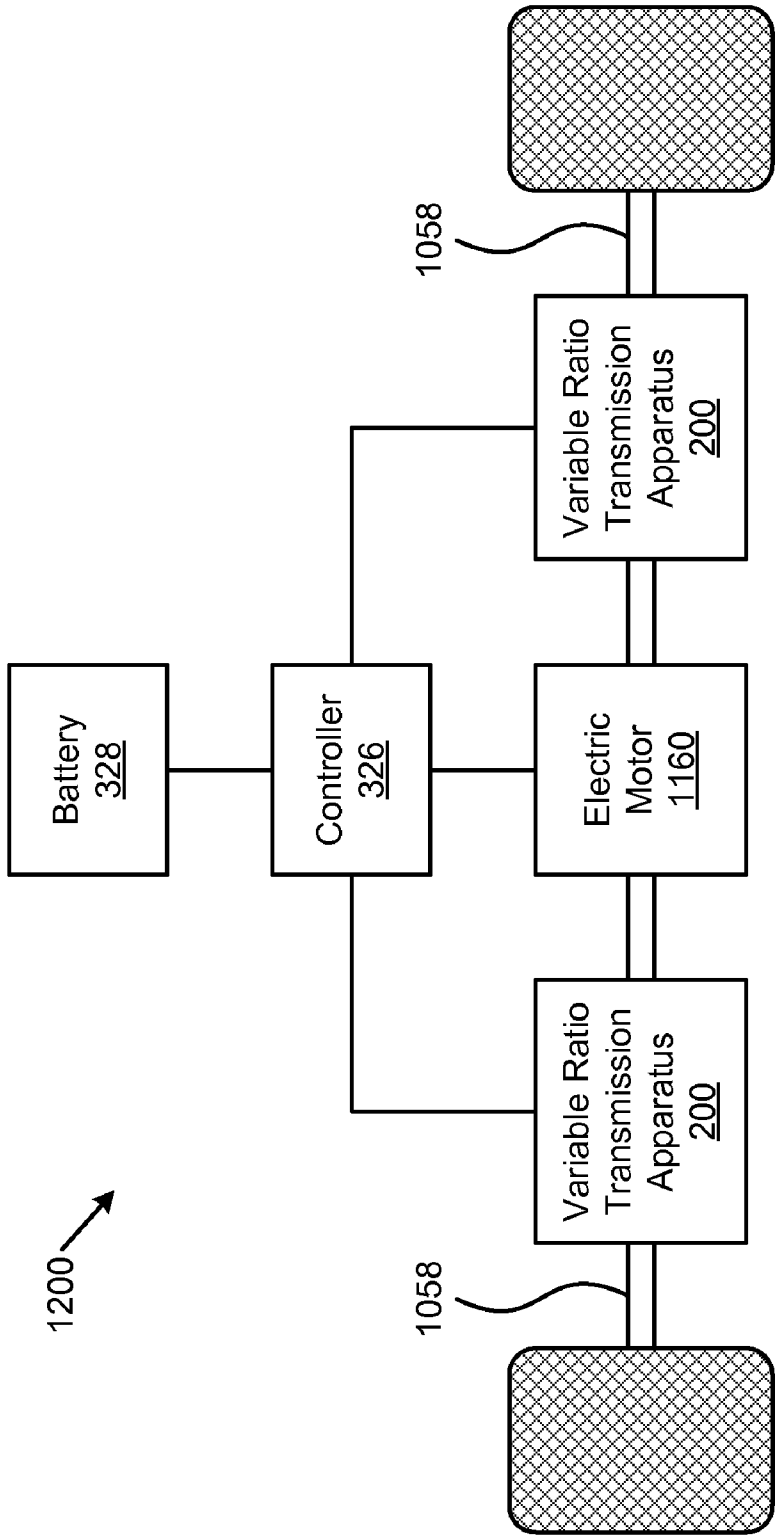 1200
Battery
328
Controller
326
1058
Variable Ratio
Transmission
Apparatus
200
Electric
Motor
1160
Variable Ratio
Transmission
Apparatus
200
1058